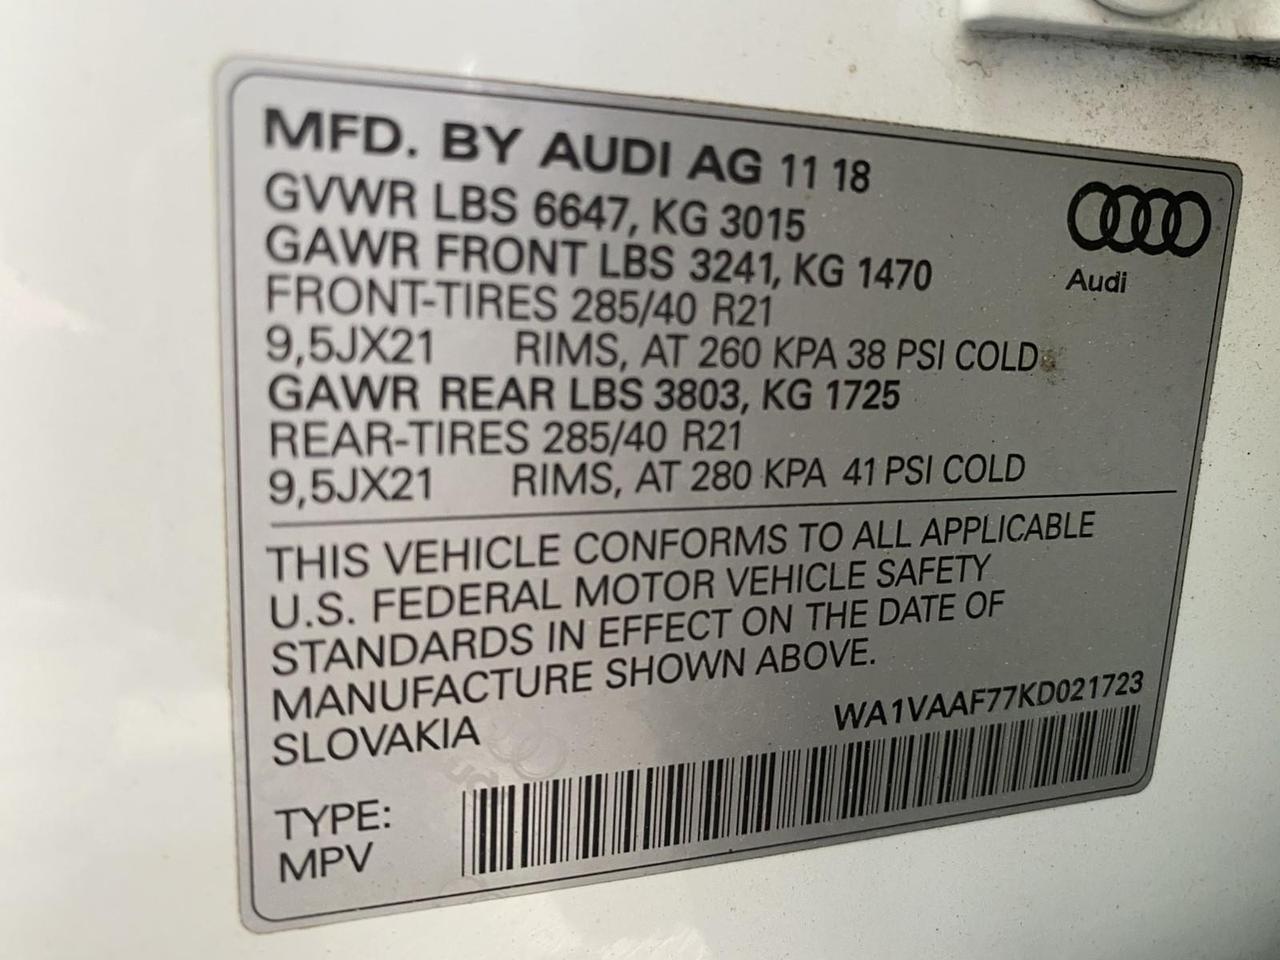 MFD. BY AUDI AG 11 18
GVWR LBS 6647, KG 3015
GAWR FRONT LBS 3241, KG 1470
FRONT-TIRES 285/40 R21
9,5JX21 RIMS, AT 260 KPA 38 PSI COLD
GAWR REAR LBS 3803, KG 1725
REAR-TIRES 285/40 R21
9,5JX21 RIMS, AT 280 KPA 41 PSI COLD
Audi
THIS VEHICLE CONFORMS TO ALL APPLICABLE
U.S. FEDERAL MOTOR VEHICLE SAFETY
STANDARDS IN EFFECT ON THE DATE OF
MANUFACTURE SHOWN ABOVE.
SLOVAKIA
WA1VAAF77KD021723
TYPE:
MPV